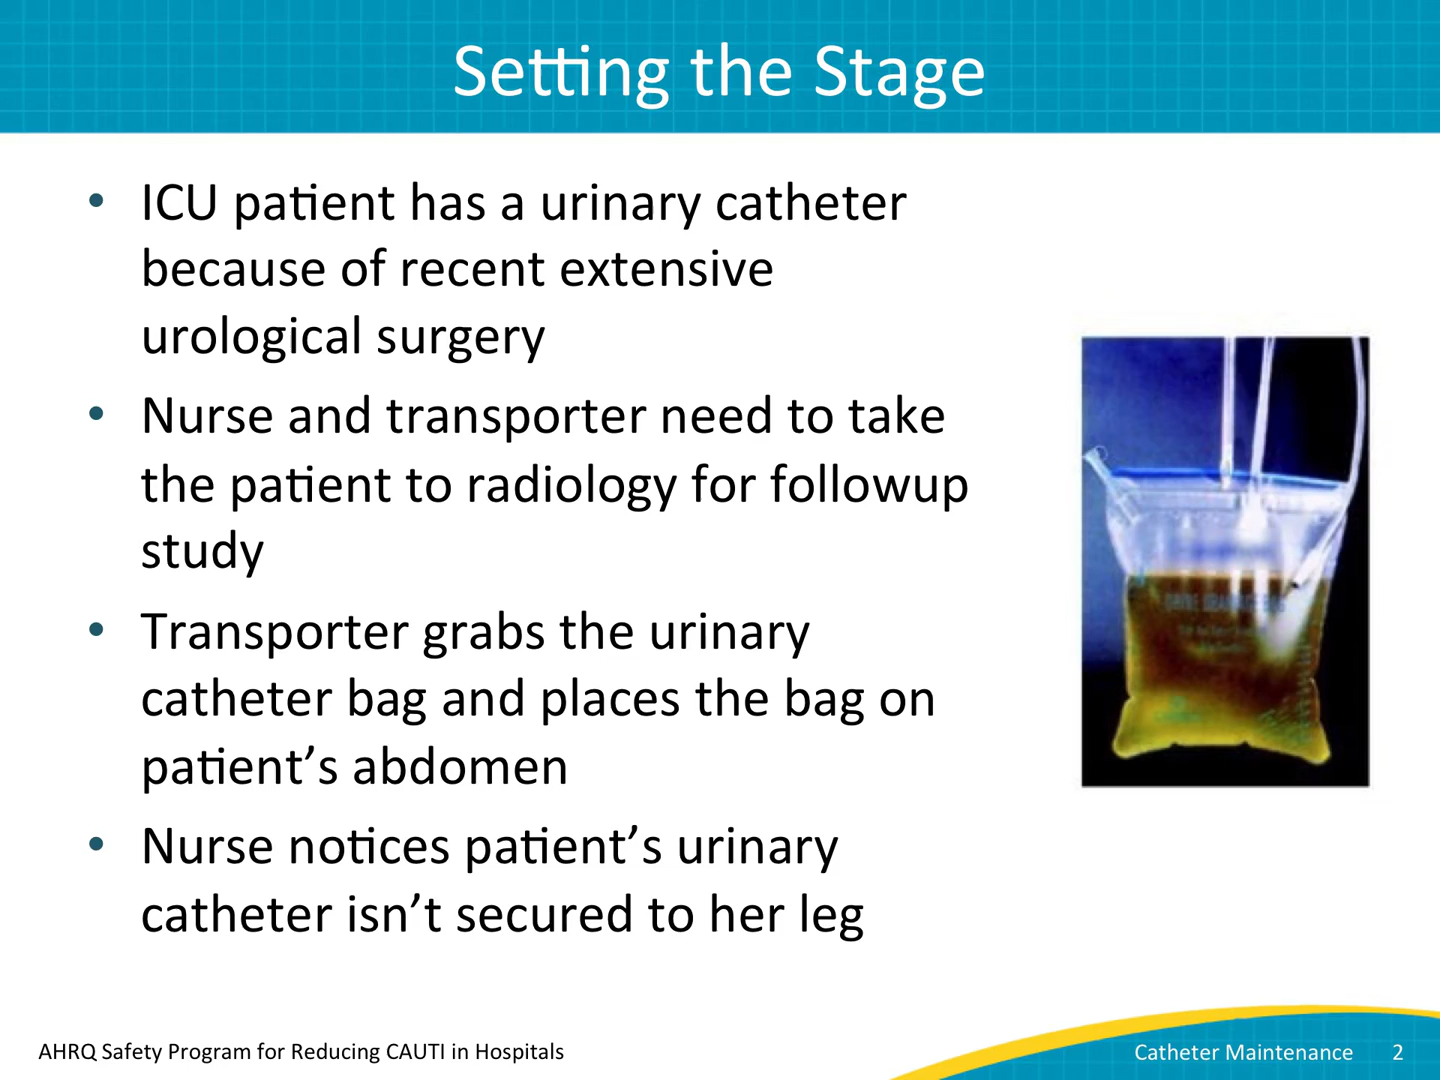 Setting the Stage
• ICU patient has a urinary catheter
because of recent extensive
urological surgery
• Nurse and transporter need to take
the patient to radiology for followup
study
• Transporter grabs the urinary
catheter bag and places the bag on
patient’s abdomen
• Nurse notices patient’s urinary
catheter isn’t secured to her leg
AHRQ Safety Program for Reducing CAUTI in Hospitals
Catheter Maintenance 2